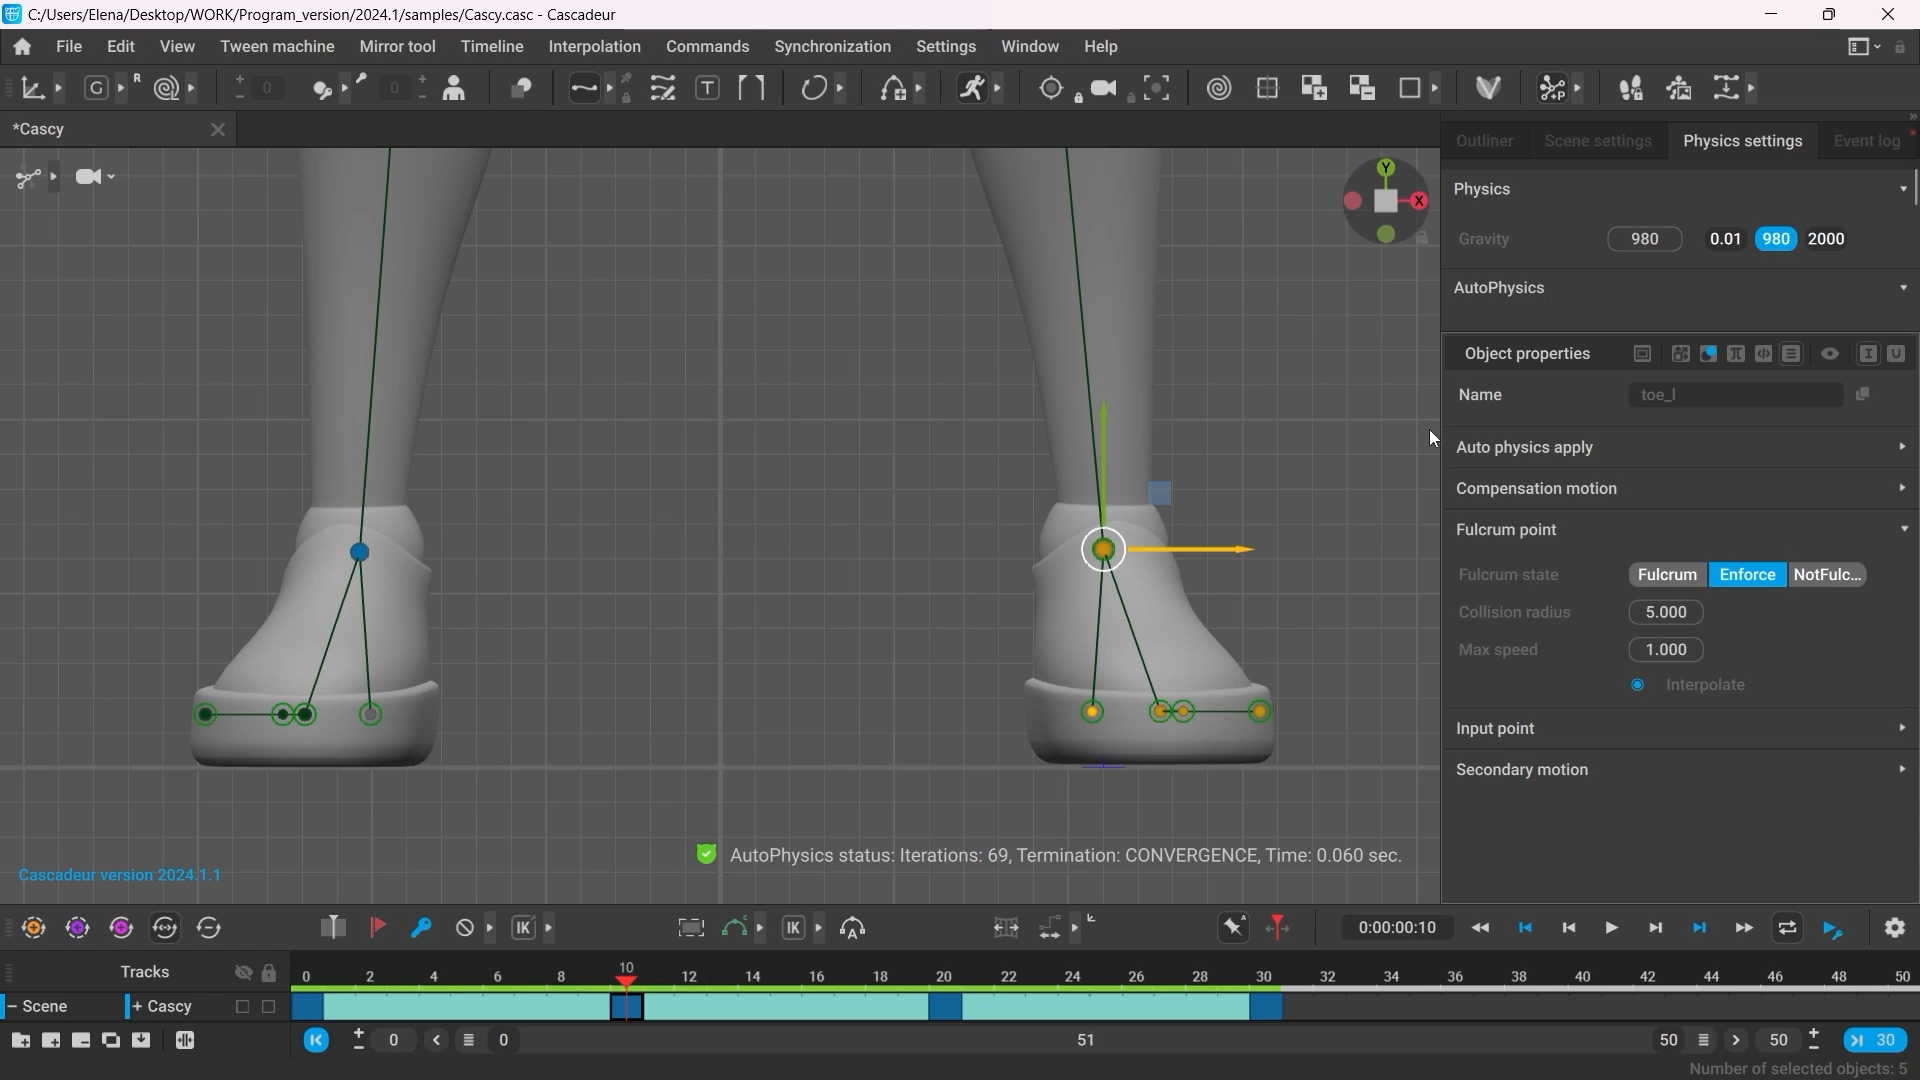 C:/Users/Elena/Desktop/WORK/Program_version/2024.1/samples/Cascy.casc - Cascadeur
File Edit View Tween machine Mirror tool Timeline Interpolation Commands Synchronization Settings Window Help
G R 0 0 T +P
*Cascy
Outliner Scene settings Physics settings Event log
Y
X
Physics
Gravity 980 0.01 980 2000
AutoPhysics
Object properties
Name toe_l
Auto physics apply
Compensation motion
Fulcrum point
Fulcrum state Fulcrum Enforce NotFulc...
Collision radius 5.000
Max speed 1.000
Interpolate
Input point
Secondary motion
AutoPhysics status: Iterations: 69, Termination: CONVERGENCE, Time: 0.060 sec.
Cascadeur version 2024.1.1
IK IK A 0:00:00:10
Tracks 0 2 4 6 8 10 12 14 16 18 20 22 24 26 28 30 32 34 36 38 40 42 44 46 48 50
- Scene + Cascy
0 0 51 50 50 30
Number of selected objects: 5